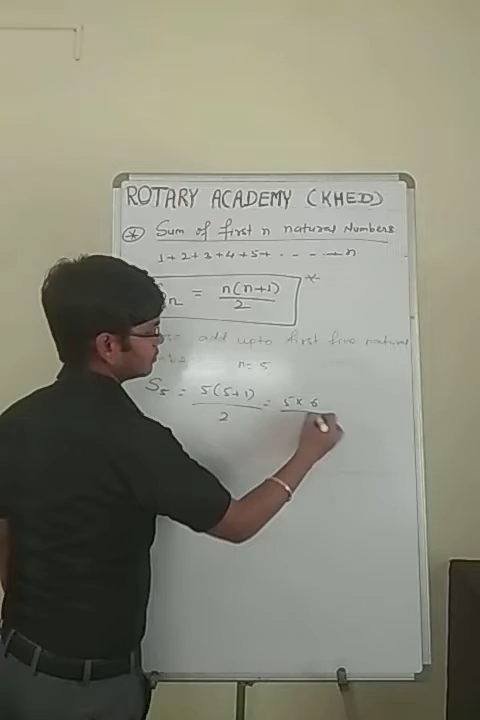 ROTARY ACADEMY (KHED)
* Sum of first n natural Numbers
1+2+3+4+5+ - - - - +n
n = n(n+1)/2 *
add upto first five natural
n=5
S5 = 5(5+1)/2 = 5×6